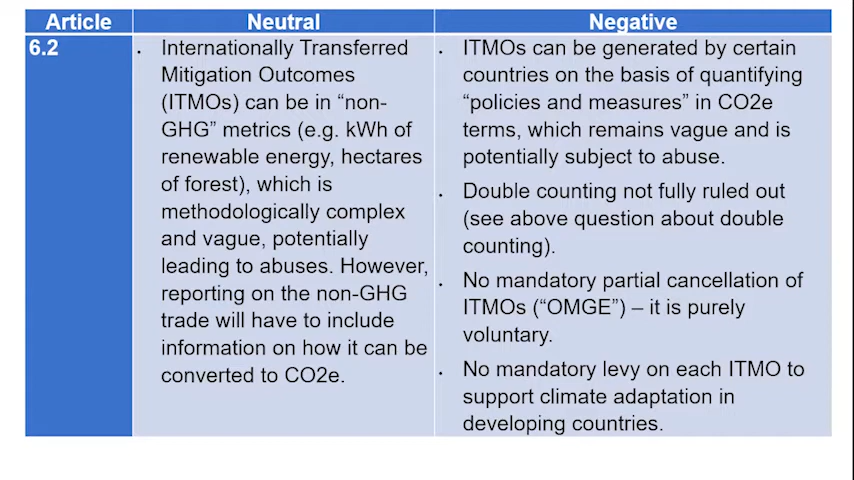 Article Neutral Negative
6.2
. Internationally Transferred
Mitigation Outcomes
(ITMOs) can be in “non-
GHG” metrics (e.g. kWh of
renewable energy, hectares
of forest), which is
methodologically complex
and vague, potentially
leading to abuses. However,
reporting on the non-GHG
trade will have to include
information on how it can be
converted to CO2e.
. ITMOs can be generated by certain
countries on the basis of quantifying
“policies and measures” in CO2e
terms, which remains vague and is
potentially subject to abuse.
. Double counting not fully ruled out
(see above question about double
counting).
. No mandatory partial cancellation of
ITMOs (“OMGE”) – it is purely
voluntary.
. No mandatory levy on each ITMO to
support climate adaptation in
developing countries.